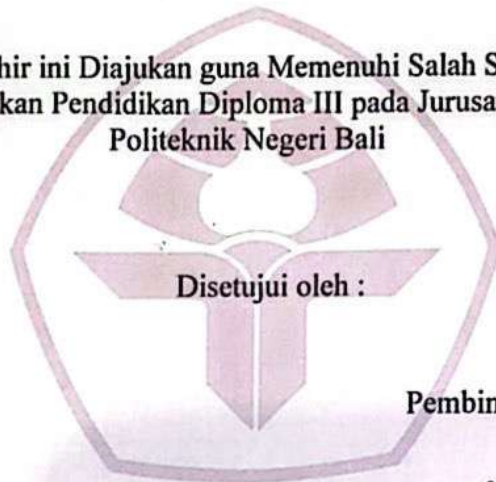 hir ini Diajukan guna Memenuhi Salah S
kan Pendidikan Diploma III pada Jurusa
Politeknik Negeri Bali
Disetujui oleh :
Pembin